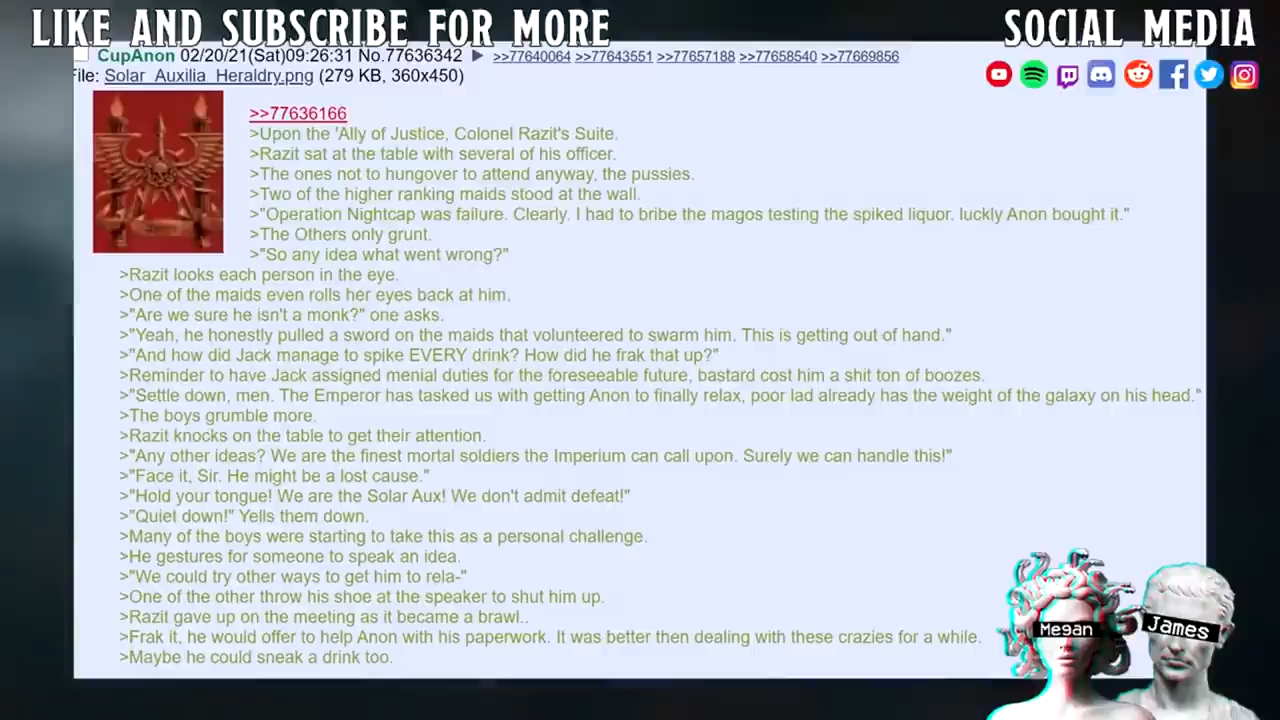 LIKE AND SUBSCRIBE FOR MORE
SOCIAL MEDIA
CupAnon 02/20/21(Sat)09:26:31 No.77636342 ▶ >>77640064 >>77643551 >>77657188 >>77658540 >>77669856
File: Solar_Auxilia_Heraldry.png (279 KB, 360x450)
>>77636166
>Upon the 'Ally of Justice, Colonel Razit's Suite.
>Razit sat at the table with several of his officer.
>The ones not to hungover to attend anyway, the pussies.
>Two of the higher ranking maids stood at the wall.
>"Operation Nightcap was failure. Clearly. I had to bribe the magos testing the spiked liquor. luckly Anon bought it."
>The Others only grunt.
>"So any idea what went wrong?"
>Razit looks each person in the eye.
>One of the maids even rolls her eyes back at him.
>"Are we sure he isn't a monk?" one asks.
>"Yeah, he honestly pulled a sword on the maids that volunteered to swarm him. This is getting out of hand."
>"And how did Jack manage to spike EVERY drink? How did he frak that up?"
>Reminder to have Jack assigned menial duties for the foreseeable future, bastard cost him a shit ton of boozes.
>"Settle down, men. The Emperor has tasked us with getting Anon to finally relax, poor lad already has the weight of the galaxy on his head."
>The boys grumble more.
>Razit knocks on the table to get their attention.
>"Any other ideas? We are the finest mortal soldiers the Imperium can call upon. Surely we can handle this!"
>"Face it, Sir. He might be a lost cause."
>"Hold your tongue! We are the Solar Aux! We don't admit defeat!"
>"Quiet down!" Yells them down.
>Many of the boys were starting to take this as a personal challenge.
>He gestures for someone to speak an idea.
>"We could try other ways to get him to rela-"
>One of the other throw his shoe at the speaker to shut him up.
>Razit gave up on the meeting as it became a brawl..
>Frak it, he would offer to help Anon with his paperwork. It was better then dealing with these crazies for a while.
>Maybe he could sneak a drink too.
Megan
James